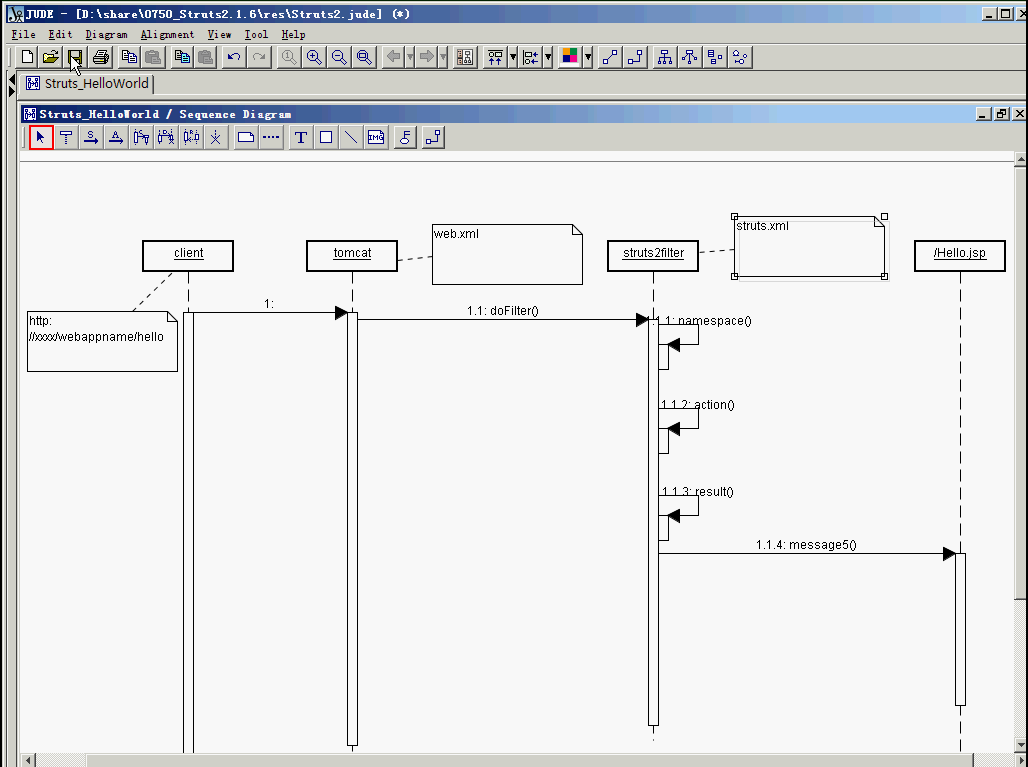 JUDE - [D:\share\0750_Struts2.1.6\res\Struts2.jude] (*)
File Edit Diagram Alignment View Tool Help
Struts_HelloWorld
Struts_HelloWorld / Sequence Diagram
T
IMG
struts.xml
web.xml
client
tomcat
struts2filter
/Hello.jsp
1:
1.1: doFilter()
http:
//xxxx/webappname/hello
1.1.1: namespace()
1.1.2: action()
1.1.3: result()
1.1.4: message5()